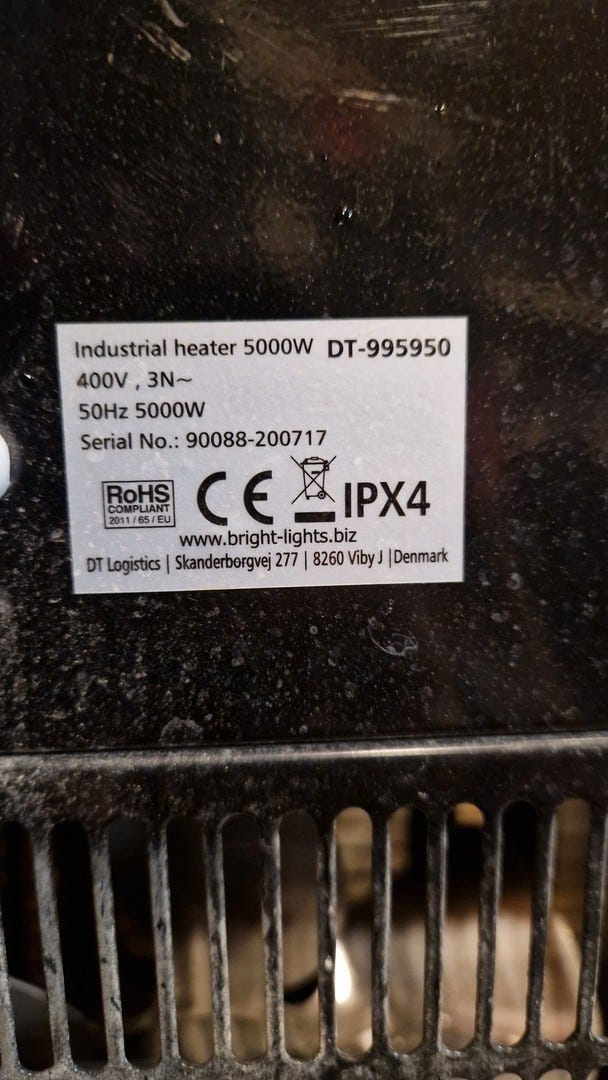 Industrial heater 5000W DT-995950
400V , 3N~
50Hz 5000W
Serial No.: 90088-200717
RoHS
COMPLIANT
2011 / 65 / EU
CE
IPX4
www.bright-lights.biz
DT Logistics | Skanderborgvej 277 | 8260 Viby J |Denmark